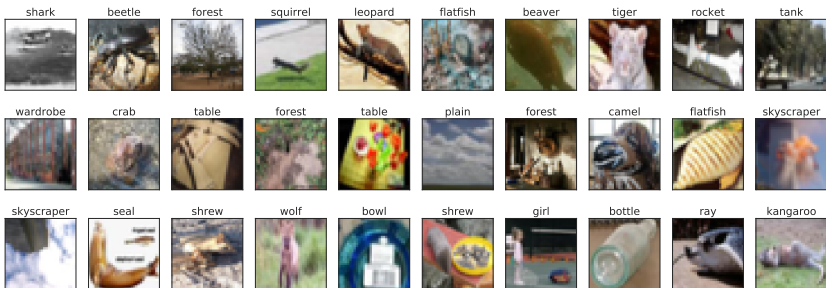 shark beetle forest squirrel leopard flatfish beaver tiger rocket tank
wardrobe crab table forest table plain forest camel flatfish skyscraper
skyscraper seal shrew wolf bowl shrew girl bottle ray kangaroo